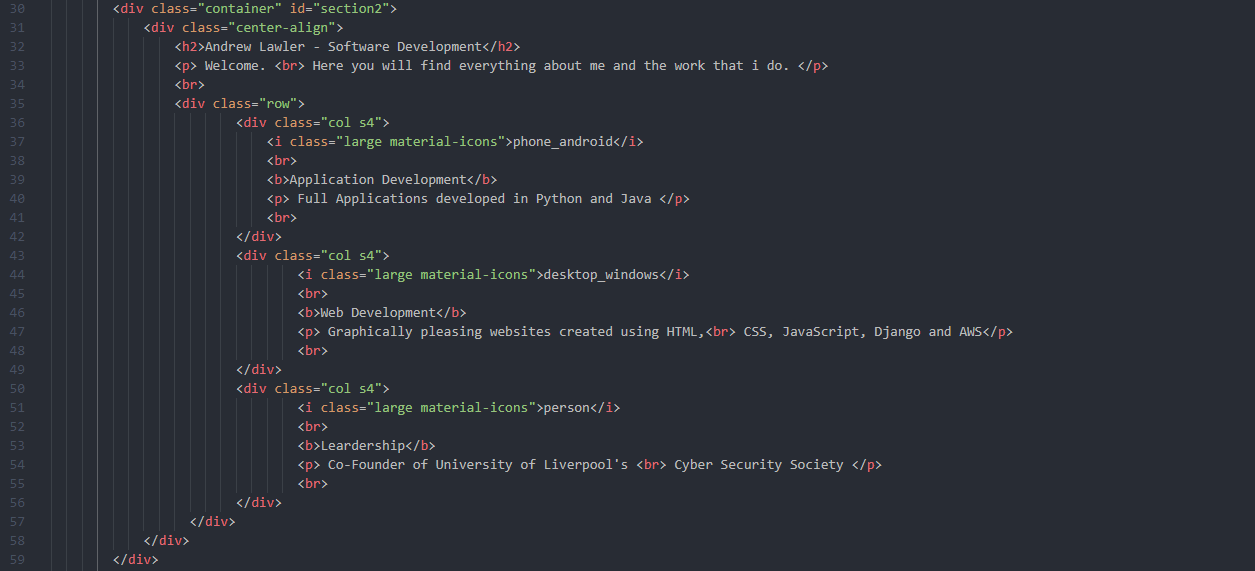 30 <div class="container" id="section2">
31 <div class="center-align">
32 <h2>Andrew Lawler - Software Development</h2>
33 <p> Welcome. <br> Here you will find everything about me and the work that i do. </p>
34 <br>
35 <div class="row">
36 <div class="col s4">
37 <i class="large material-icons">phone_android</i>
38 <br>
39 <b>Application Development</b>
40 <p> Full Applications developed in Python and Java </p>
41 <br>
42 </div>
43 <div class="col s4">
44 <i class="large material-icons">desktop_windows</i>
45 <br>
46 <b>Web Development</b>
47 <p> Graphically pleasing websites created using HTML,<br> CSS, JavaScript, Django and AWS</p>
48 <br>
49 </div>
50 <div class="col s4">
51 <i class="large material-icons">person</i>
52 <br>
53 <b>Leardership</b>
54 <p> Co-Founder of University of Liverpool's <br> Cyber Security Society </p>
55 <br>
56 </div>
57 </div>
58 </div>
59 </div>